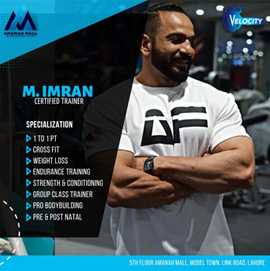 AMANAH MALL
VELOCITY
M. IMRAN
CERTIFIED TRAINER
SPECIALIZATION
1 TO 1 PT
CROSS FIT
WEIGHT LOSS
ENDURANCE TRAINING
STRENGTH & CONDITIONING
GROUP CLASS TRAINER
PRO BODYBUILDING
PRE & POST NATAL
5TH FLOOR AMANAH MALL, MODEL TOWN, LINK ROAD, LAHORE